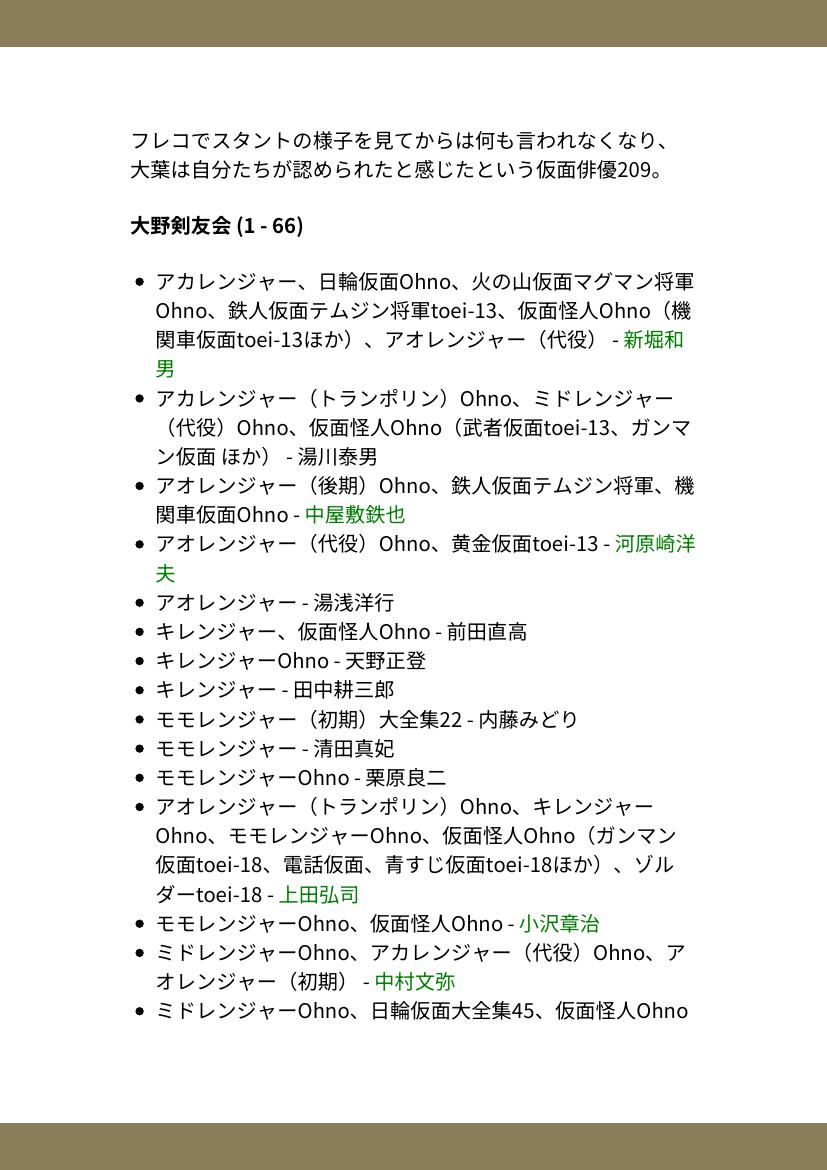 フレコでスタントの様子を見てからは何も言われなくなり、
大葉は自分たちが認められたと感じたという仮面俳優209。
大野剣友会 (1 - 66)
• アカレンジャー、日輪仮面Ohno、火の山仮面マグマン将軍
Ohno、鉄人仮面テムジン将軍toei-13、仮面怪人Ohno（機
関車仮面toei-13ほか）、アオレンジャー（代役） - 新堀和
男
• アカレンジャー（トランポリン）Ohno、ミドレンジャー
（代役）Ohno、仮面怪人Ohno（武者仮面toei-13、ガンマ
ン仮面 ほか） - 湯川泰男
• アオレンジャー（後期）Ohno、鉄人仮面テムジン将軍、機
関車仮面Ohno - 中屋敷鉄也
• アオレンジャー（代役）Ohno、黄金仮面toei-13 - 河原崎洋
夫
• アオレンジャー - 湯浅洋行
• キレンジャー、仮面怪人Ohno - 前田直高
• キレンジャーOhno - 天野正登
• キレンジャー - 田中耕三郎
• モモレンジャー（初期）大全集22 - 内藤みどり
• モモレンジャー - 清田真妃
• モモレンジャーOhno - 栗原良二
• アオレンジャー（トランポリン）Ohno、キレンジャー
Ohno、モモレンジャーOhno、仮面怪人Ohno（ガンマン
仮面toei-18、電話仮面、青すじ仮面toei-18ほか）、ゾル
ダーtoei-18 - 上田弘司
• モモレンジャーOhno、仮面怪人Ohno - 小沢章治
• ミドレンジャーOhno、アカレンジャー（代役）Ohno、ア
オレンジャー（初期） - 中村文弥
• ミドレンジャーOhno、日輪仮面大全集45、仮面怪人Ohno